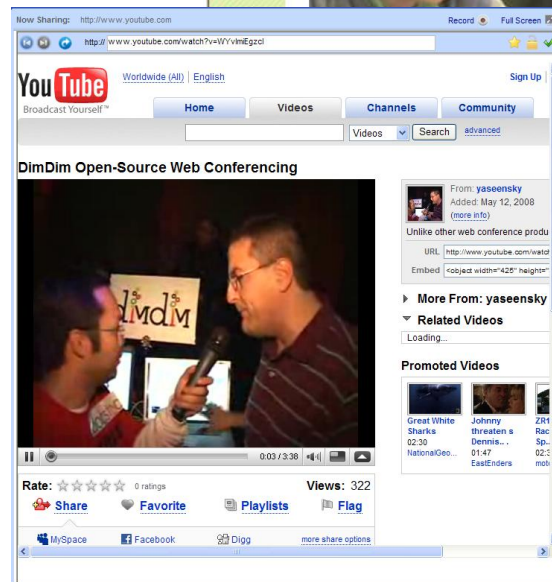 Now Sharing: http://www.youtube.com
Record Full Screen
http:// www.youtube.com/watch?v=WYvlmiEgzcI
You Tube
Broadcast Yourself™
Worldwide (All) English
Sign Up
Home Videos Channels Community
Videos Search advanced
DimDim Open-Source Web Conferencing
From: yaseensky
Added: May 12, 2008
(more info)
Unlike other web conference produ
URL http://www.youtube.com/watch
Embed <object width="425" height="
More From: yaseensky
Related Videos
Loading...
Promoted Videos
Great White Sharks
02:30
NationalGeo...
Johnny threaten s Dennis.. .
01:47
EastEnders
ZR1
Rac
Sp..
02:3
moto
dimdim
0:03 / 3:38
Rate: 0 ratings Views: 322
Share Favorite Playlists Flag
MySpace Facebook Digg more share options